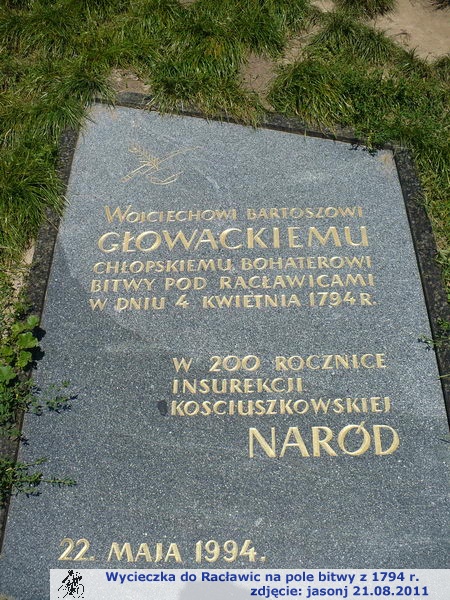 WOJCIECHOWI BARTOSZOWI
GŁOWACKIEMU
CHŁOPSKIEMU BOHATEROWI
BITWY POD RACŁAWICAMI
W DNIU 4 KWIETNIA 1794 R.
W 200 ROCZNICE
INSUREKCJI
KOSCIUSZKOWSKIEJ
NARÓD
22. MAJA 1994.
Wycieczka do Racławic na pole bitwy z 1794 r.
zdjęcie: jasonj 21.08.2011